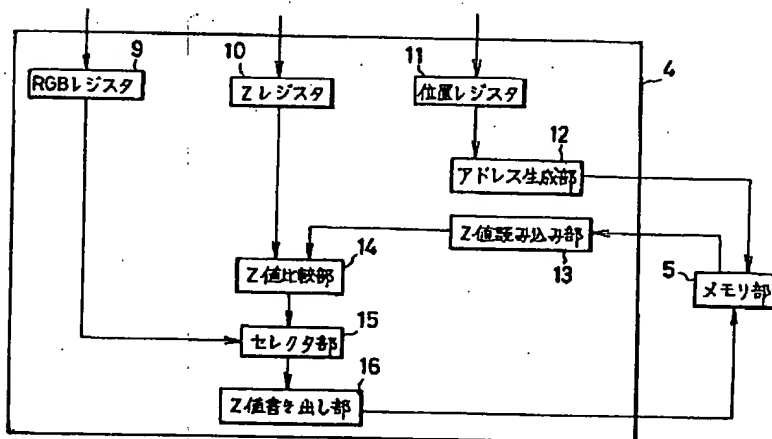 9
10
11
4
RGBレジスタ
Zレジスタ
位置レジスタ
12
アドレス生成部
Z値読み込み部
13
14
5
Z値比較部
メモリ部
15
セレクタ部
16
Z値書き出し部